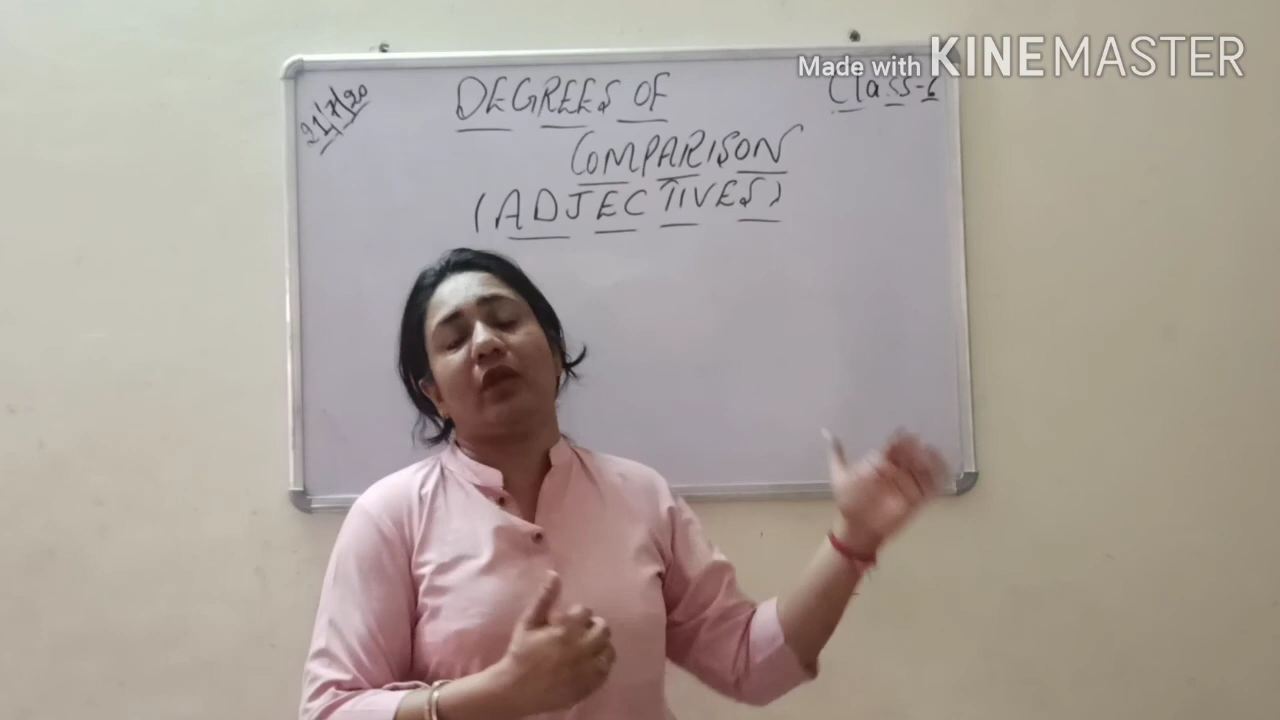 Made with KINEMASTER
21/7/20
DEGREES OF
Class-6
COMPARISON
(ADJECTIVES)